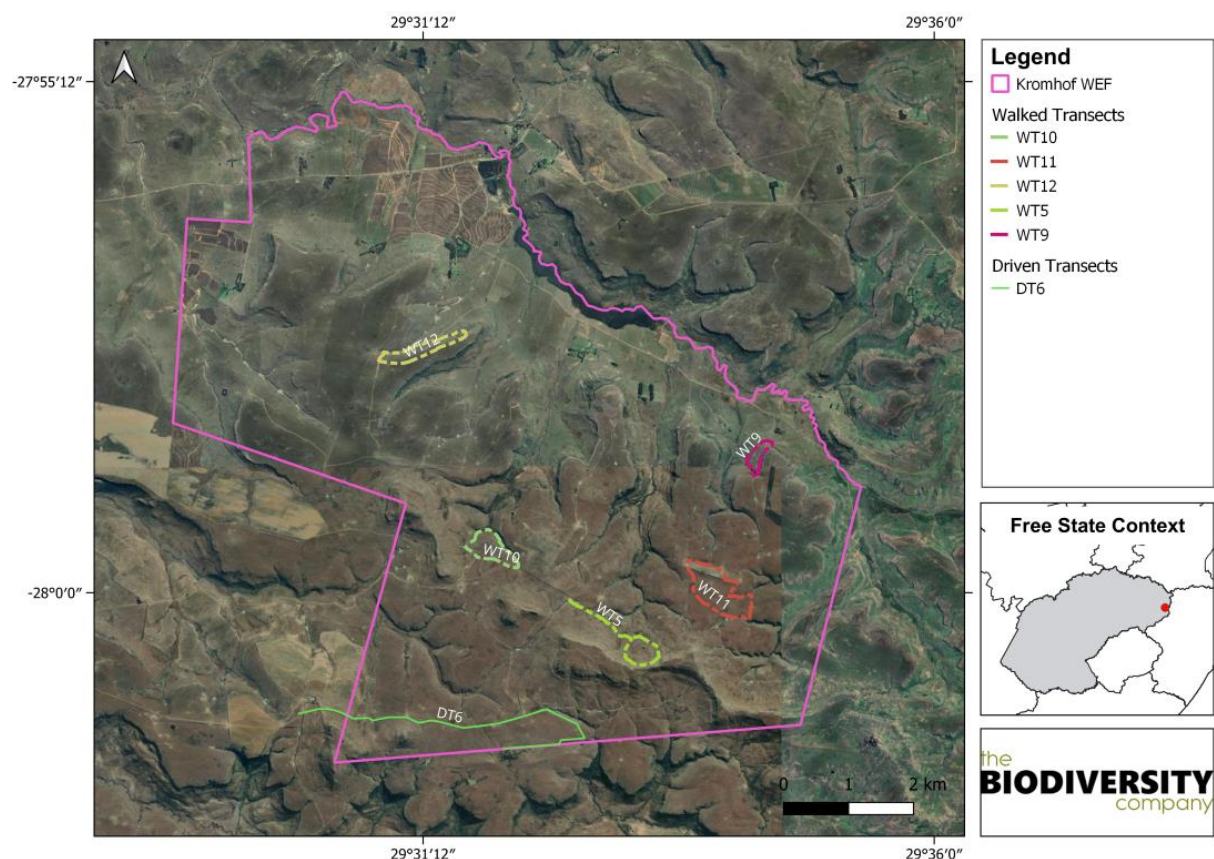 29°31′12″
29°36′0″
-27°55′12″
-28°0′0″
WT12
WT9
WT10
WT11
WT5
DT6
0 1 2 km
29°31′12″
29°36′0″
Legend
Kromhof WEF
Walked Transects
WT10
WT11
WT12
WT5
WT9
Driven Transects
DT6
Free State Context
the
BIODIVERSITY
company